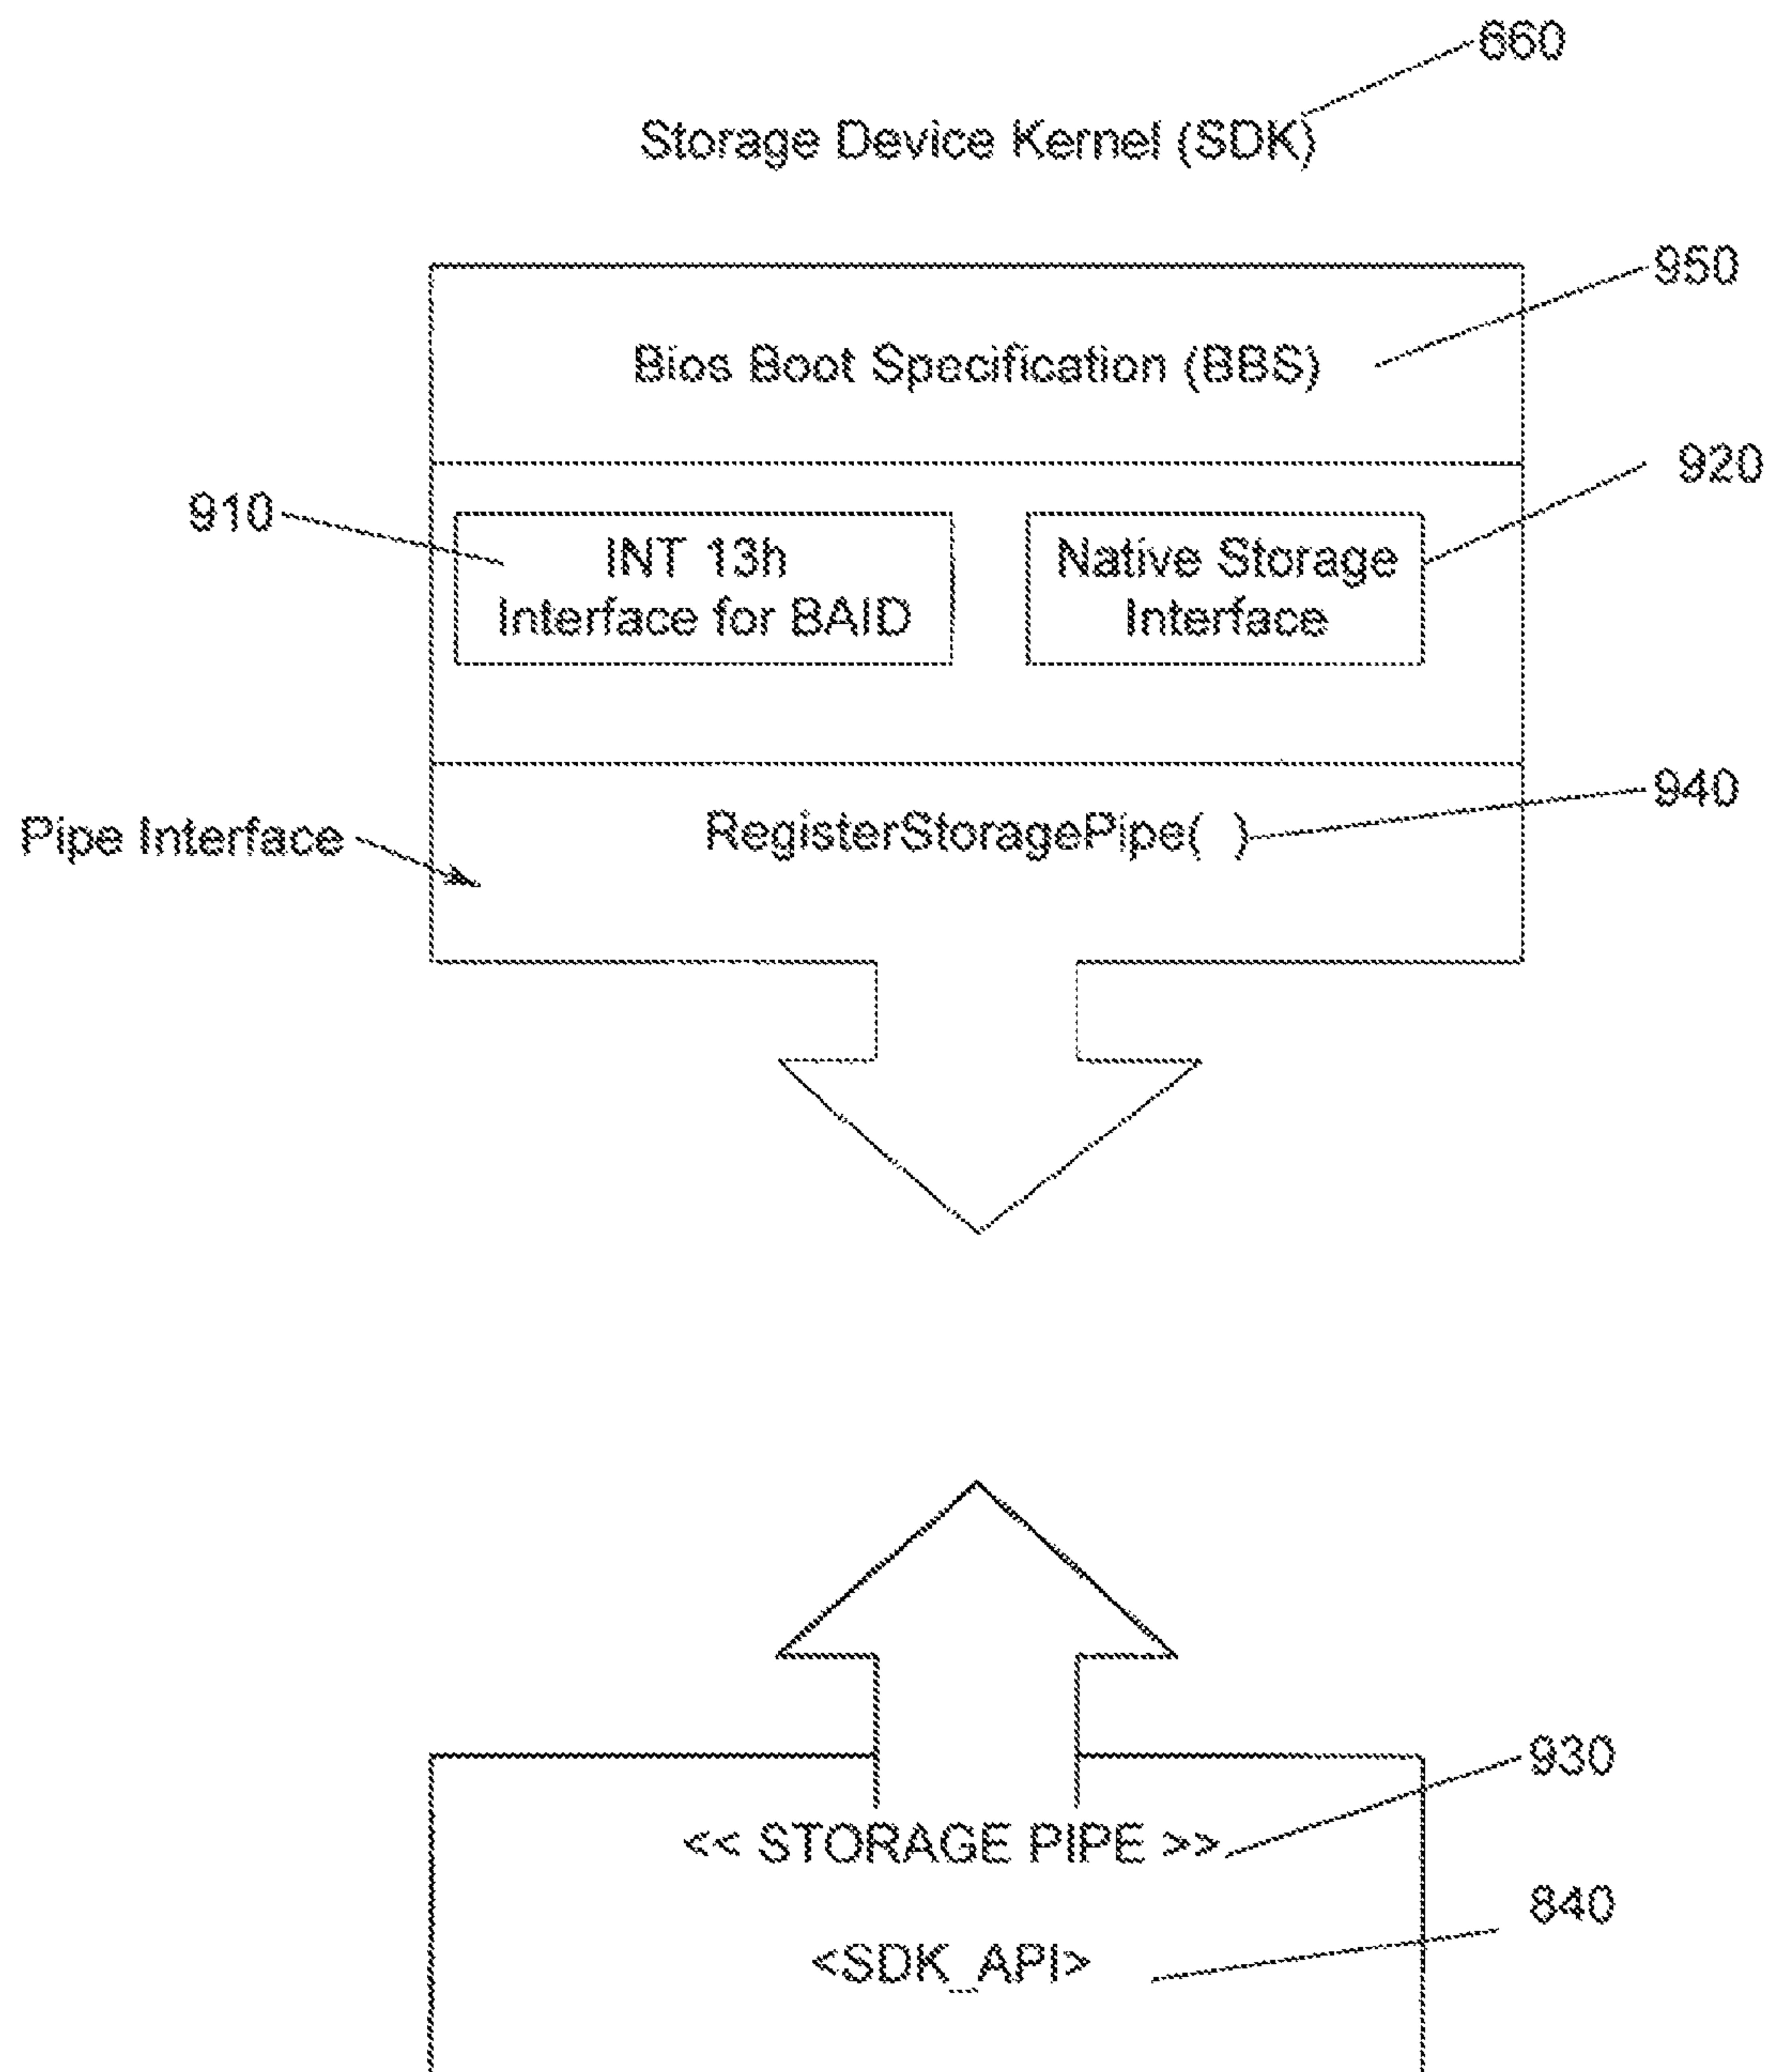 660
Storage Device Kernel (SDK)
950
Bios Boot Specification (BBS)
920
910
INT 13h
Interface for BAID
Native Storage
Interface
940
RegisterStoragePipe( )
Pipe Interface
930
<< STORAGE PIPE >>
840
<SDK_API>